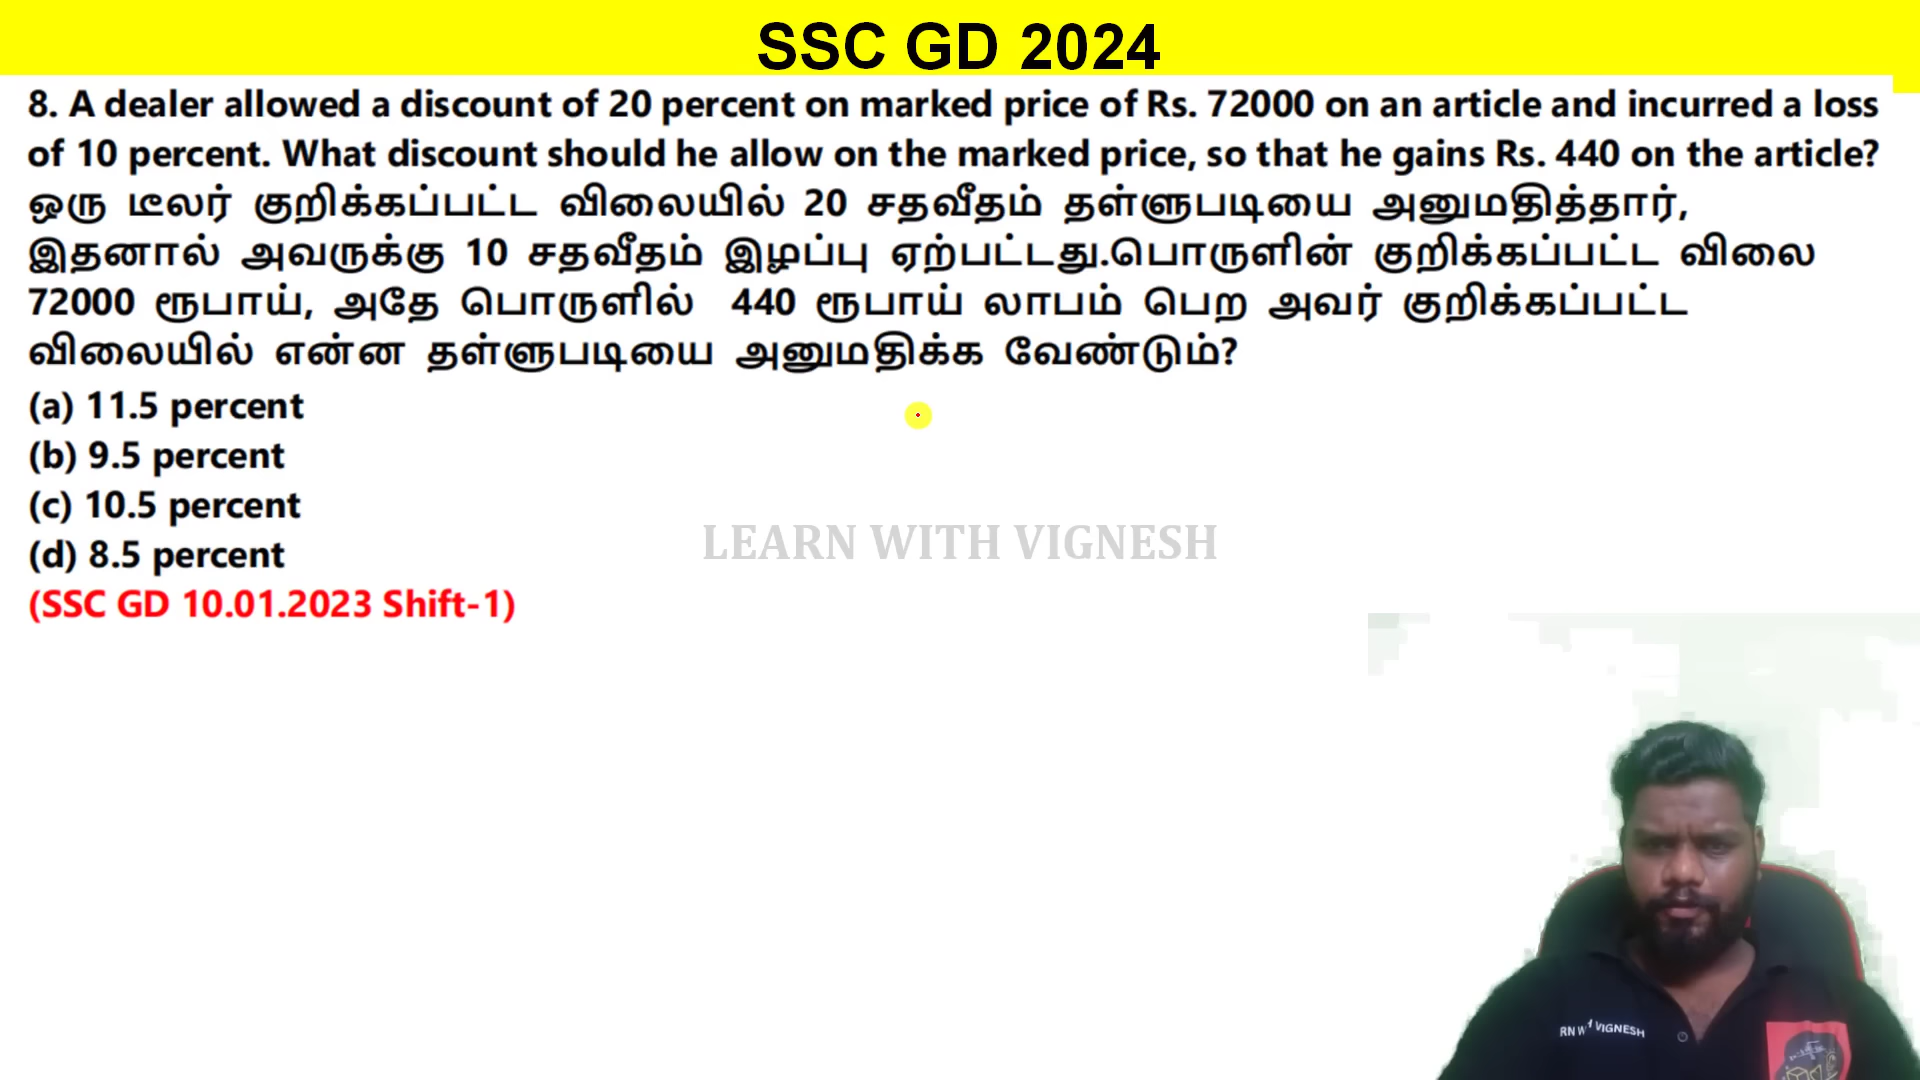 SSC GD 2024
8. A dealer allowed a discount of 20 percent on marked price of Rs. 72000 on an article and incurred a loss
of 10 percent. What discount should he allow on the marked price, so that he gains Rs. 440 on the article?
ஒரு டீலர் குறிக்கப்பட்ட விலையில் 20 சதவீதம் தள்ளுபடியை அனுமதித்தார்,
இதனால் அவருக்கு 10 சதவீதம் இழப்பு ஏற்பட்டது.பொருளின் குறிக்கப்பட்ட விலை
72000 ரூபாய், அதே பொருளில் 440 ரூபாய் லாபம் பெற அவர் குறிக்கப்பட்ட
விலையில் என்ன தள்ளுபடியை அனுமதிக்க வேண்டும்?
(a) 11.5 percent
(b) 9.5 percent
(c) 10.5 percent
(d) 8.5 percent
LEARN WITH VIGNESH
(SSC GD 10.01.2023 Shift-1)
VIGNESH